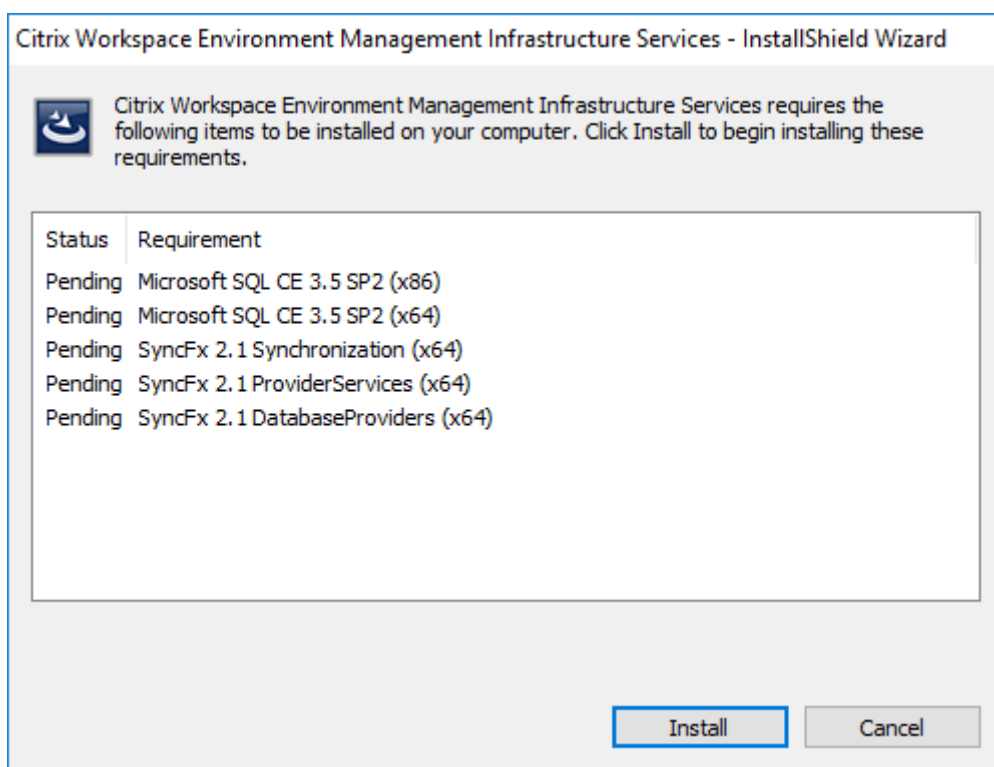 Citrix Workspace Environment Management Infrastructure Services - InstallShield Wizard
Citrix Workspace Environment Management Infrastructure Services requires the
following items to be installed on your computer. Click Install to begin installing these
requirements.
Status Requirement
Pending Microsoft SQL CE 3.5 SP2 (x86)
Pending Microsoft SQL CE 3.5 SP2 (x64)
Pending SyncFx 2.1 Synchronization (x64)
Pending SyncFx 2.1 ProviderServices (x64)
Pending SyncFx 2.1 DatabaseProviders (x64)
Install Cancel